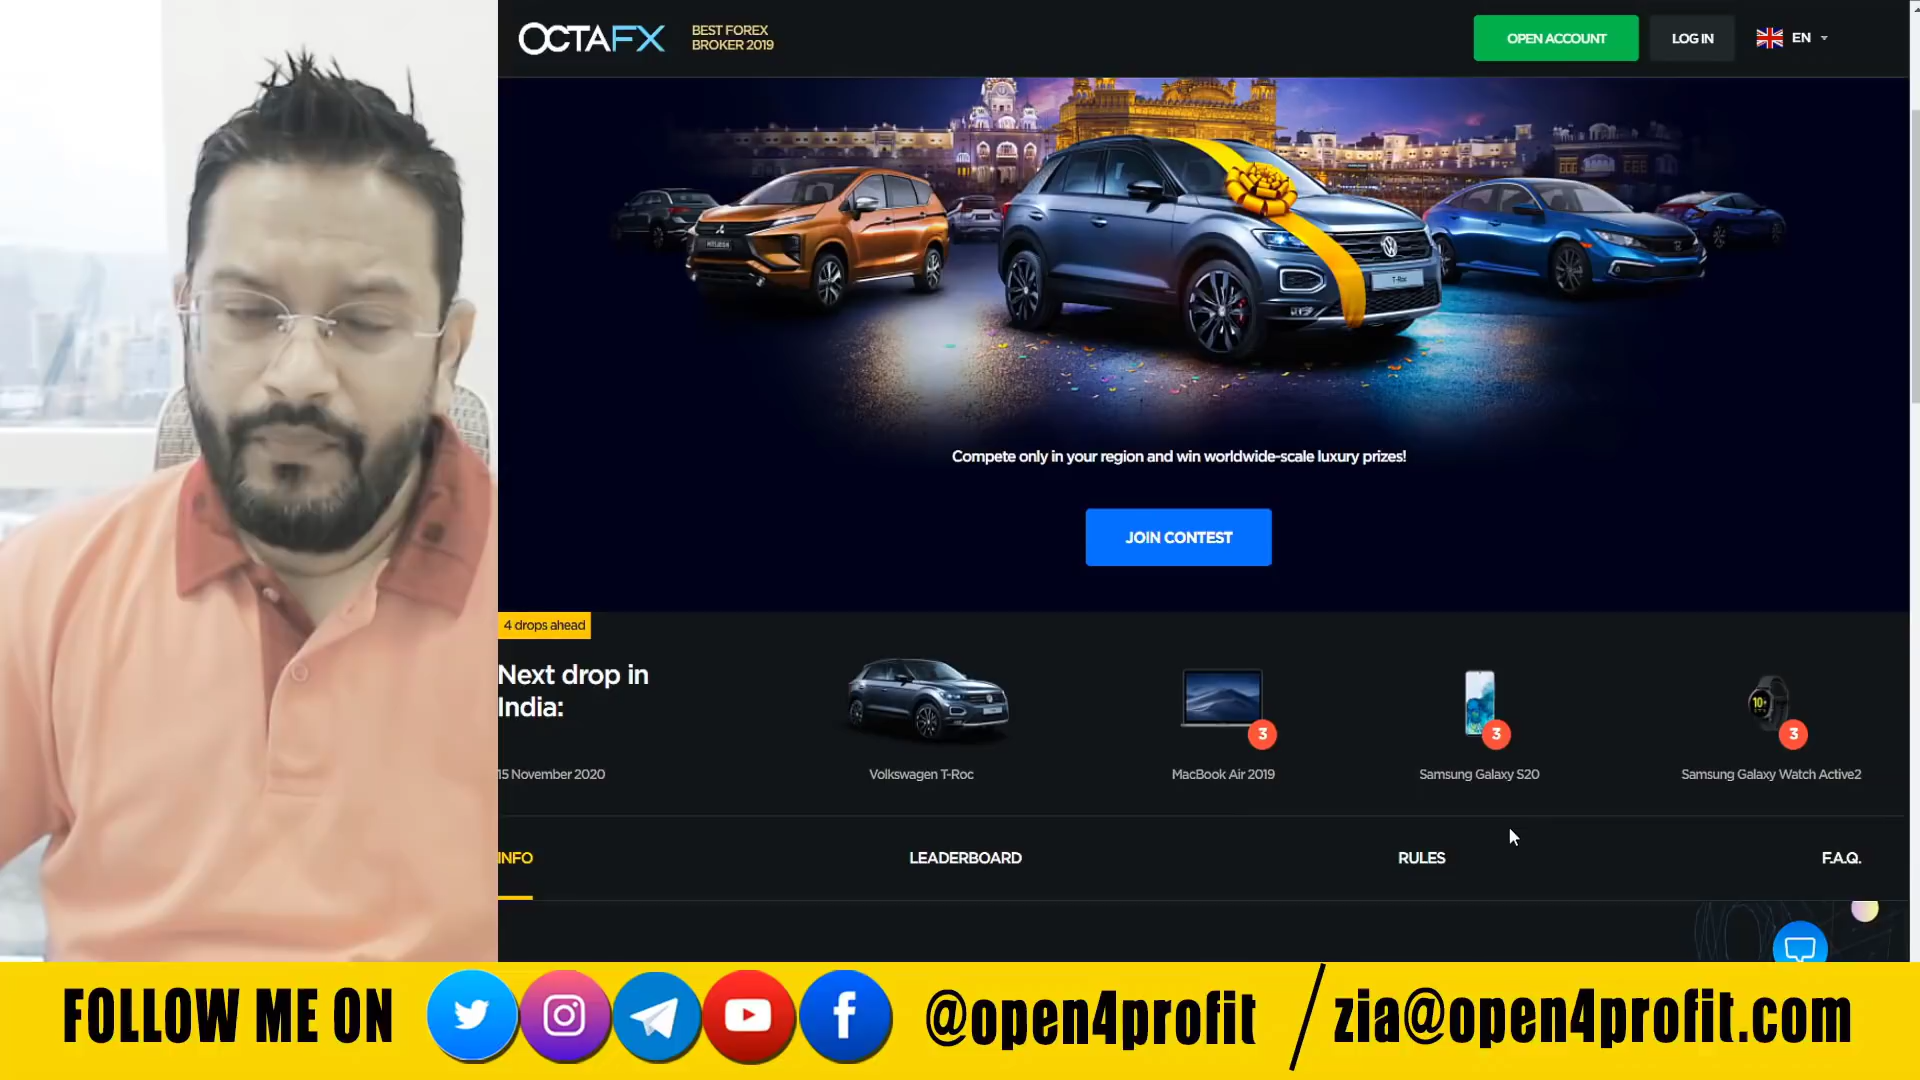 OCTAFX
BEST FOREX
BROKER 2019
OPEN ACCOUNT
LOG IN
EN
T-Roc
Compete only in your region and win worldwide-scale luxury prizes!
JOIN CONTEST
4 drops ahead
Next drop in
India:
15 November 2020
Volkswagen T-Roc
3
MacBook Air 2019
3
Samsung Galaxy S20
10+
3
Samsung Galaxy Watch Active2
INFO
LEADERBOARD
RULES
F.A.Q.
FOLLOW ME ON
@open4profit / zia@open4profit.com